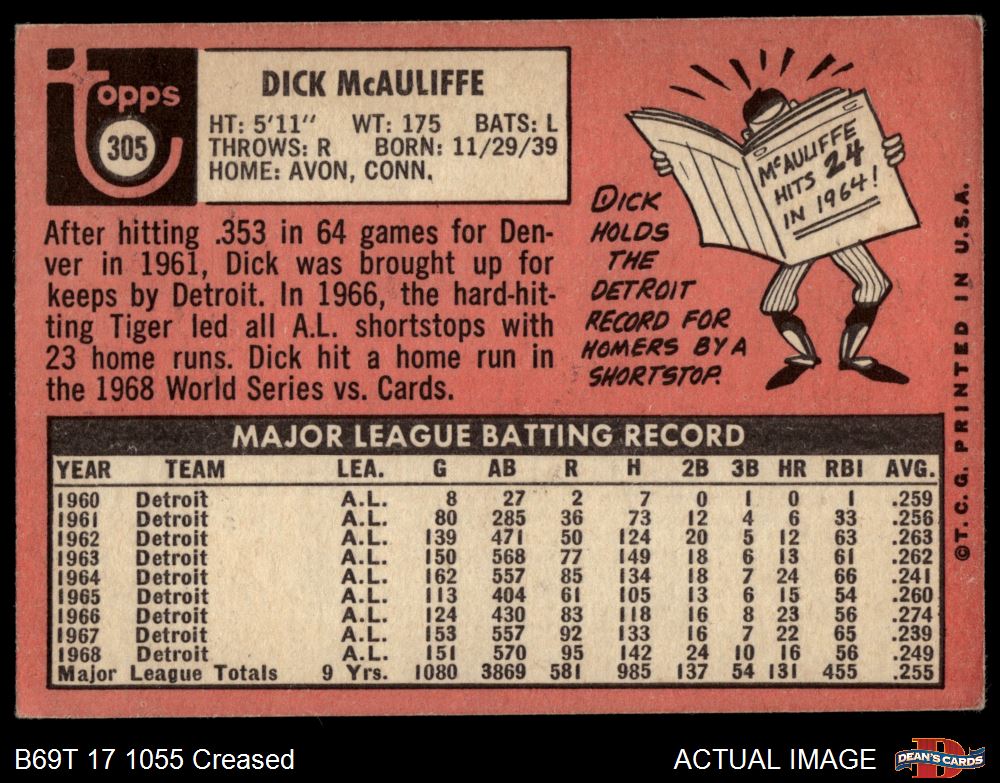 Topps
305
DICK McAULIFFE
HT: 5'11" WT: 175 BATS: L
THROWS: R BORN: 11/29/39
HOME: AVON, CONN.
After hitting .353 in 64 games for Den-
ver in 1961, Dick was brought up for
keeps by Detroit. In 1966, the hard-hit-
ting Tiger led all A.L. shortstops with
23 home runs. Dick hit a home run in
the 1968 World Series vs. Cards.
McAULIFFE
HITS 24
IN 1964!
DICK
HOLDS
THE
DETROIT
RECORD FOR
HOMERS BY A
SHORTSTOP.
MAJOR LEAGUE BATTING RECORD
YEAR TEAM LEA. G AB R H 2B 3B HR RBI AVG.
1960 Detroit A.L. 8 27 2 7 0 1 0 1 .259
1961 Detroit A.L. 80 285 36 73 12 4 6 33 .256
1962 Detroit A.L. 139 471 50 124 20 5 12 63 .263
1963 Detroit A.L. 150 568 77 149 18 6 13 61 .262
1964 Detroit A.L. 162 557 85 134 18 7 24 66 .241
1965 Detroit A.L. 113 404 61 105 13 6 15 54 .260
1966 Detroit A.L. 124 430 83 118 16 8 23 56 .274
1967 Detroit A.L. 153 557 92 133 16 7 22 65 .239
1968 Detroit A.L. 151 570 95 142 24 10 16 56 .249
Major League Totals 9 Yrs. 1080 3869 581 985 137 54 131 455 .255
©T.C.G. PRINTED IN U.S.A.
B69T 17 1055 Creased
ACTUAL IMAGE
D
DEAN'S CARDS